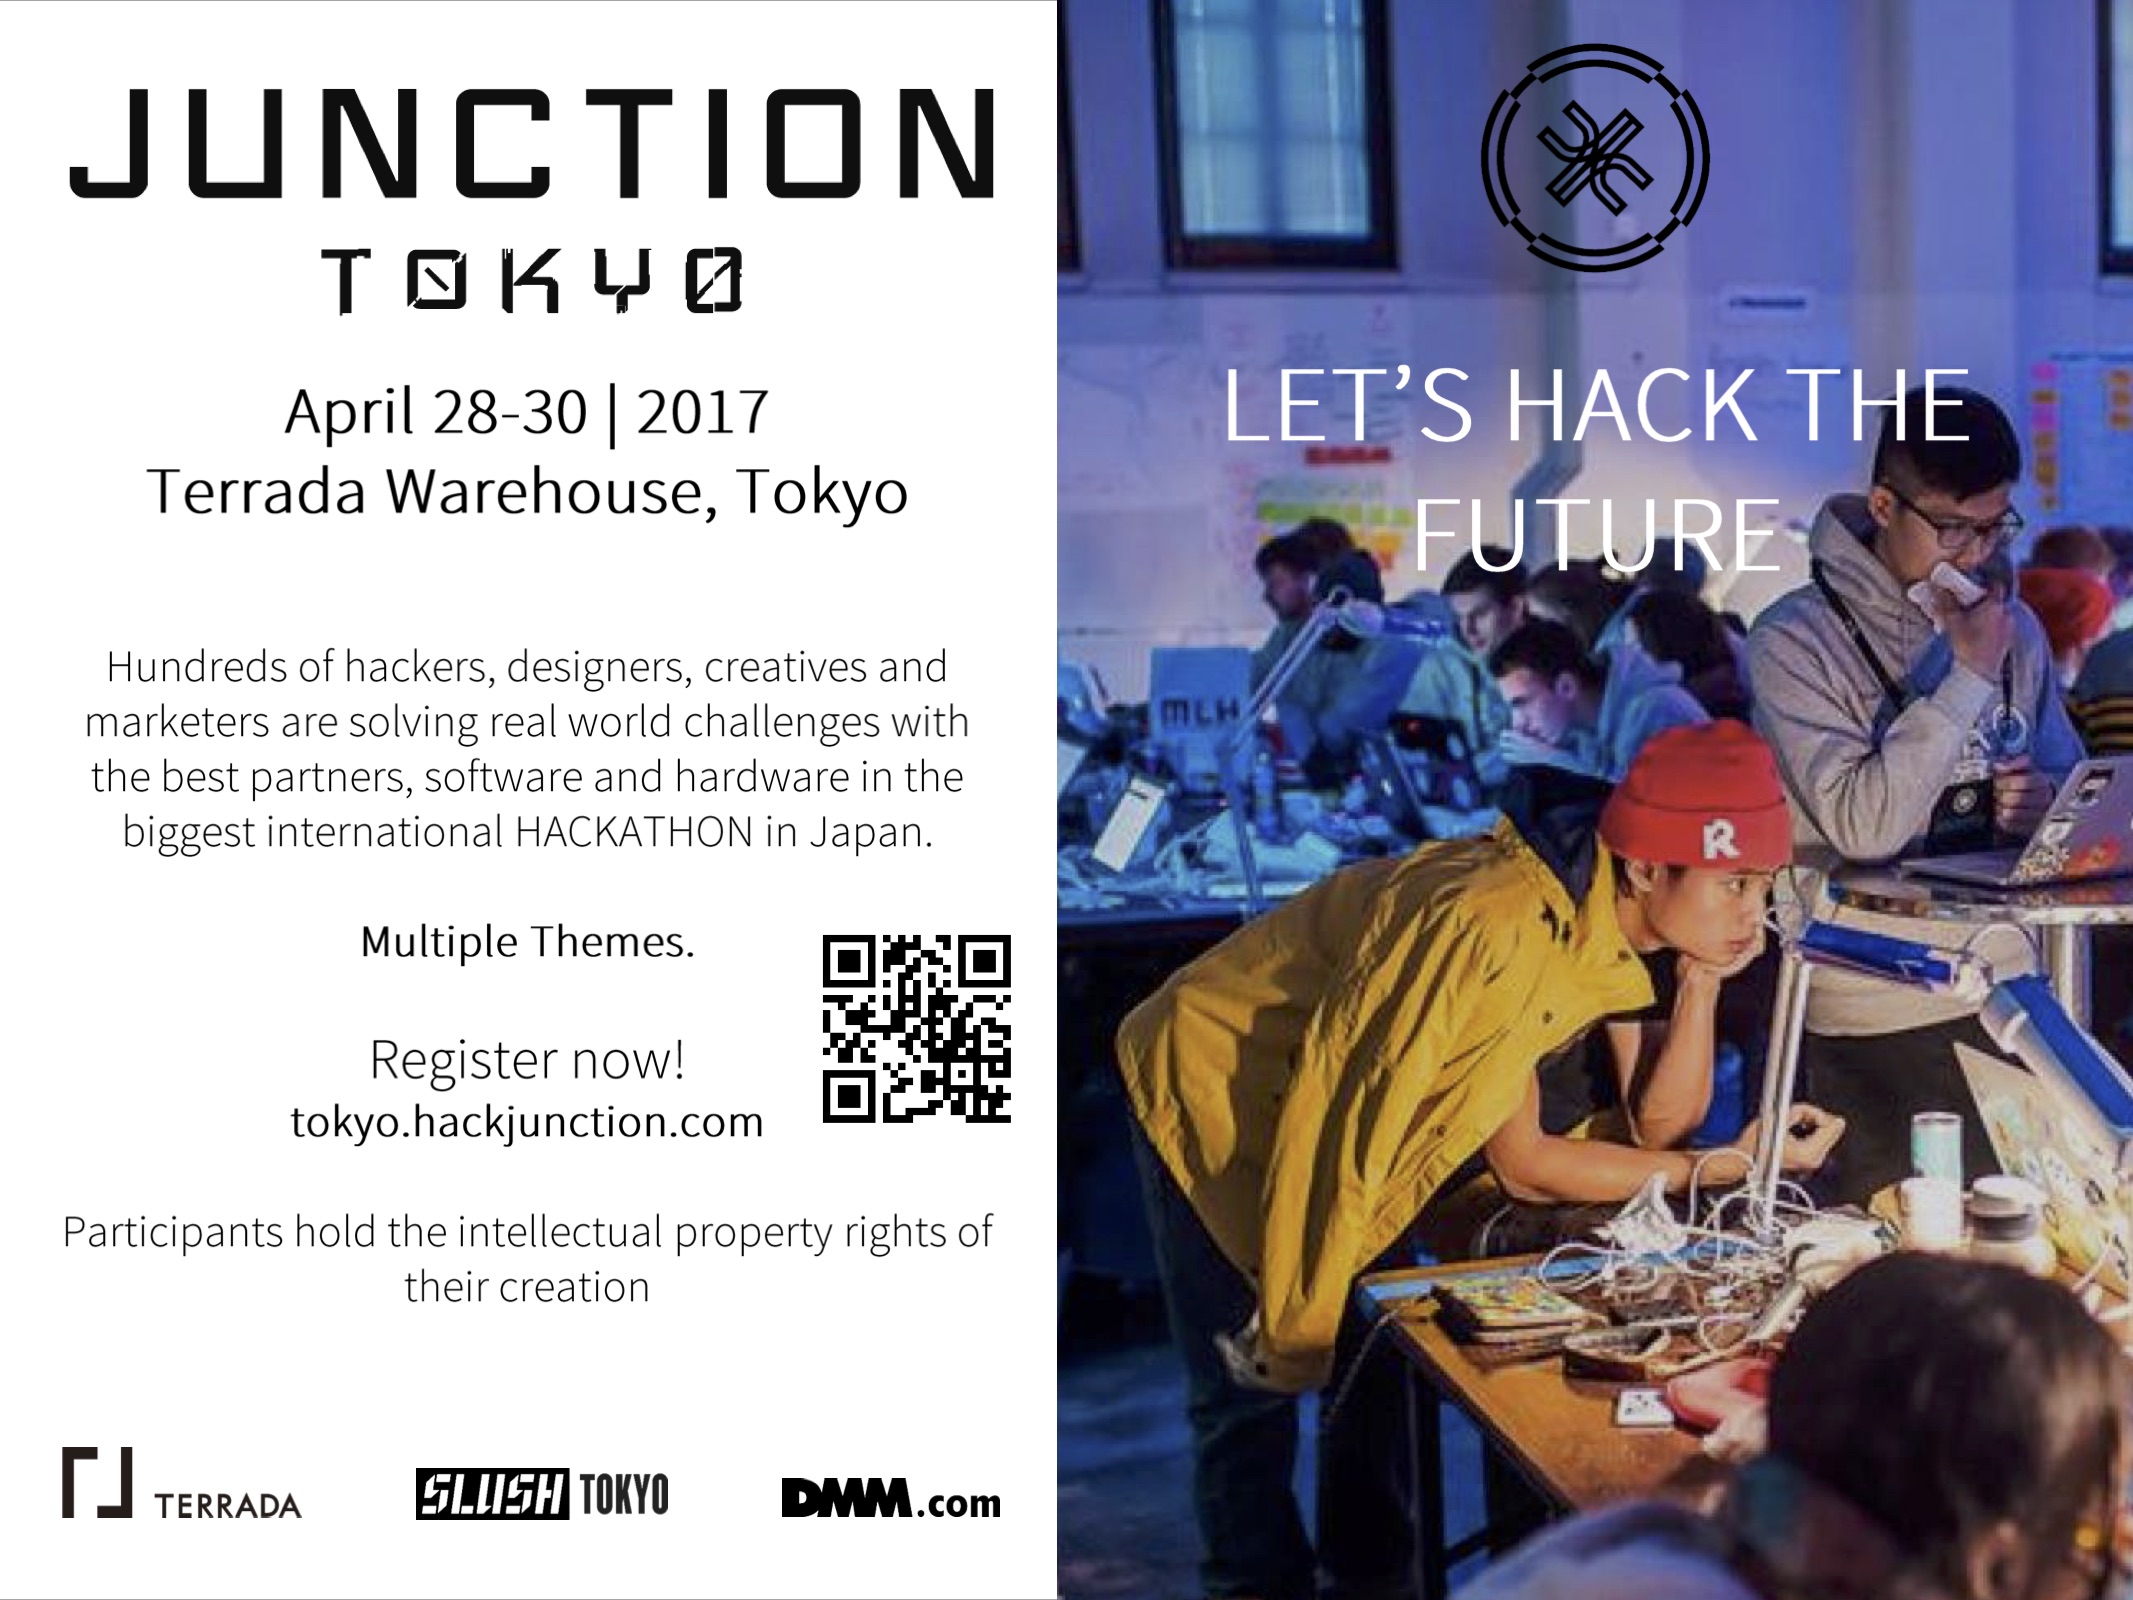 JUNCTION
TOKYO
April 28-30 | 2017
Terrada Warehouse, Tokyo
Hundreds of hackers, designers, creatives and
marketers are solving real world challenges with
the best partners, software and hardware in the
biggest international HACKATHON in Japan.
Multiple Themes.
Register now!
tokyo.hackjunction.com
Participants hold the intellectual property rights of
their creation
TERRADA
SLUSH TOKYO
DMM.com
LET’S HACK THE
FUTURE
MLH
R